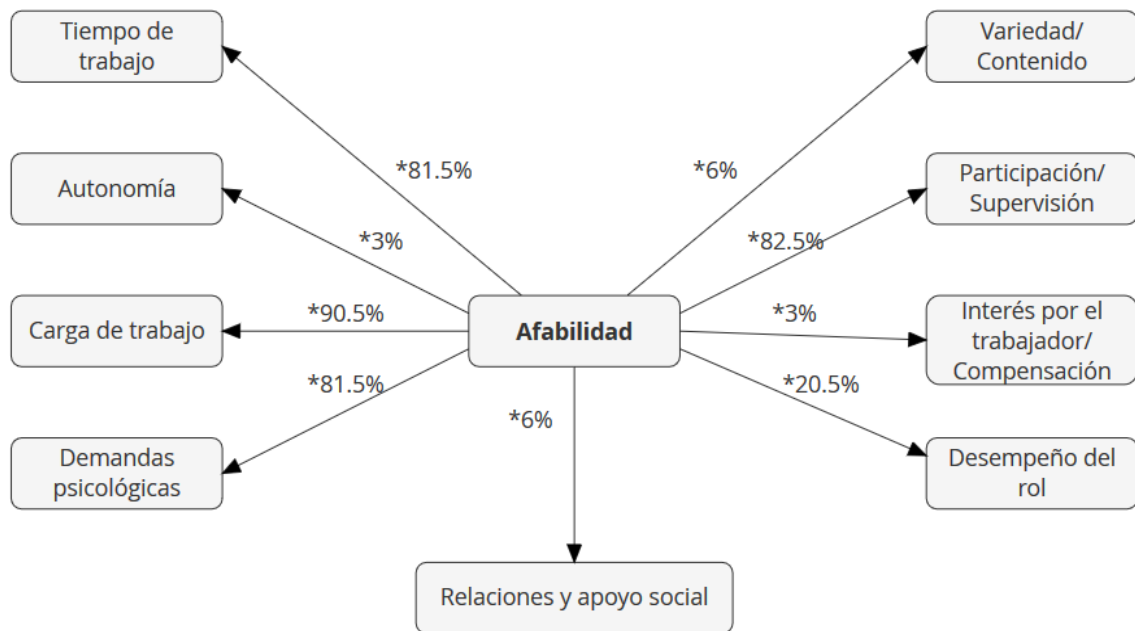 Tiempo de
trabajo
Variedad/
Contenido
*81.5%
*6%
Autonomía
Participación/
Supervisión
*3%
*82.5%
Carga de trabajo
*90.5%
Afabilidad
*3%
Interés por el
trabajador/
Compensación
*81.5%
*20.5%
*6%
Demandas
psicológicas
Desempeño del
rol
Relaciones y apoyo social